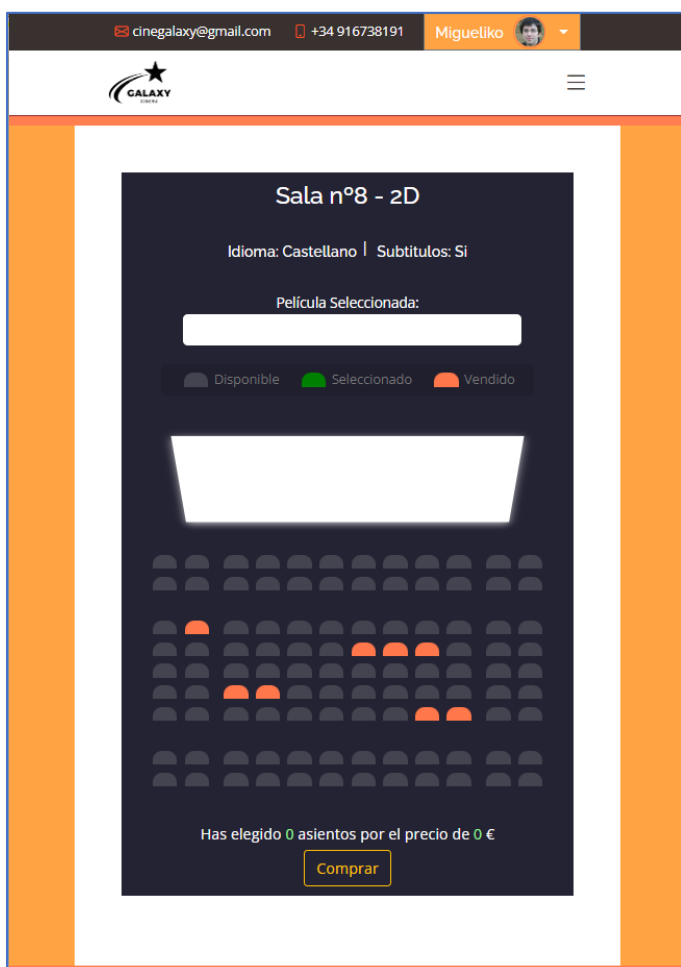 cinegalaxy@gmail.com +34 916738191 Migueliko
GALAXY
CINEMA
Sala nº8 - 2D
Idioma: Castellano | Subtitulos: Si
Película Seleccionada:
Disponible Seleccionado Vendido
Has elegido 0 asientos por el precio de 0 €
Comprar